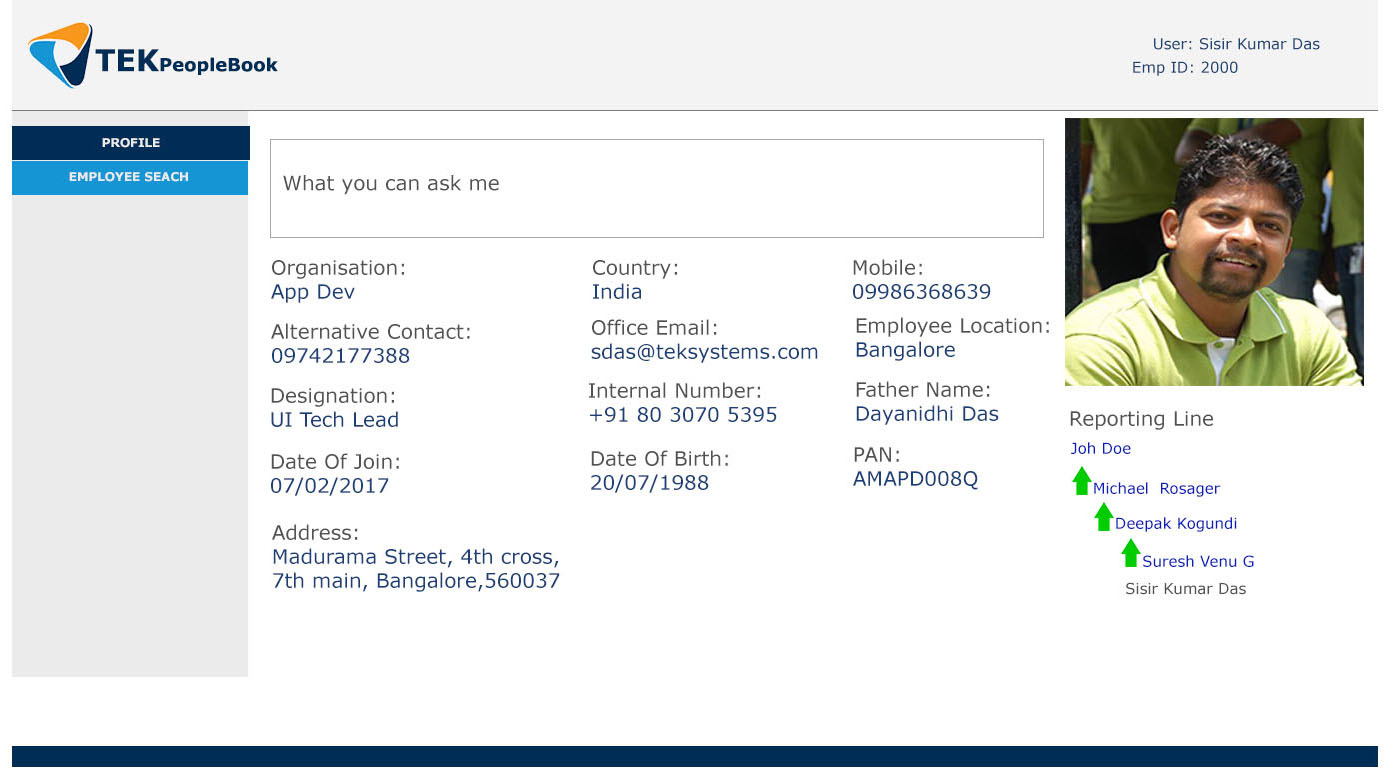 TEKPeopleBook
User: Sisir Kumar Das
Emp ID: 2000
PROFILE
EMPLOYEE SEACH
What you can ask me
Organisation:
App Dev
Country:
India
Mobile:
09986368639
Alternative Contact:
09742177388
Office Email:
sdas@teksystems.com
Employee Location:
Bangalore
Designation:
UI Tech Lead
Internal Number:
+91 80 3070 5395
Father Name:
Dayanidhi Das
Date Of Join:
07/02/2017
Date Of Birth:
20/07/1988
PAN:
AMAPD008Q
Address:
Madurama Street, 4th cross,
7th main, Bangalore,560037
Reporting Line
Joh Doe
Michael Rosager
Deepak Kogundi
Suresh Venu G
Sisir Kumar Das